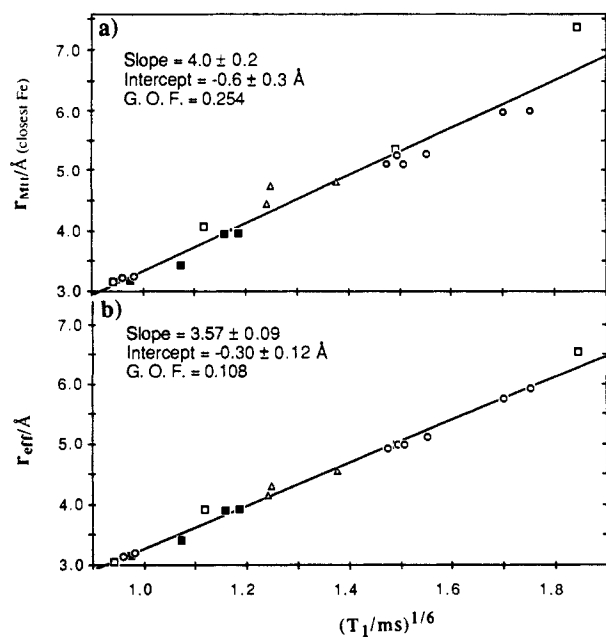 a)
Slope = 4.0 ± 0.2
Intercept = -0.6 ± 0.3 Å
G. O. F. = 0.254
r_MH/Å (closest Fe)
7.0
6.0
5.0
4.0
3.0
b)
Slope = 3.57 ± 0.09
Intercept = -0.30 ± 0.12 Å
G. O. F. = 0.108
r_eff/Å
7.0
6.0
5.0
4.0
3.0
1.0 1.2 1.4 1.6 1.8
(T_1/ms)^{1/6}